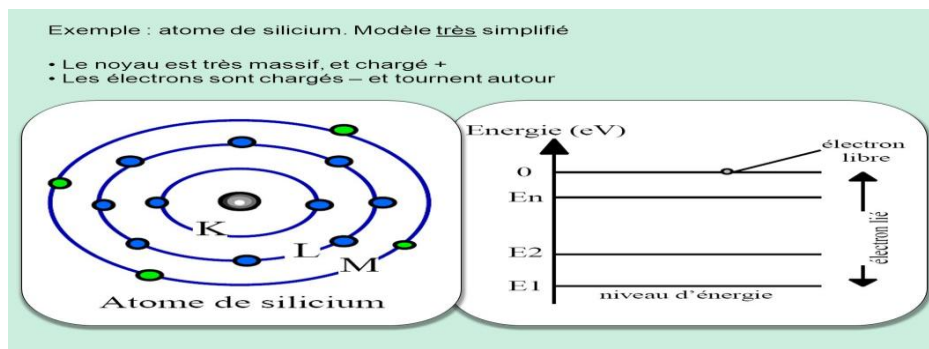 Exemple : atome de silicium. Modèle très simplifié
• Le noyau est très massif, et chargé +
• Les électrons sont chargés – et tournent autour
K
L
M
Atome de silicium
Energie (eV)
électron
libre
0
En
E2
E1
niveau d'énergie
électron lié